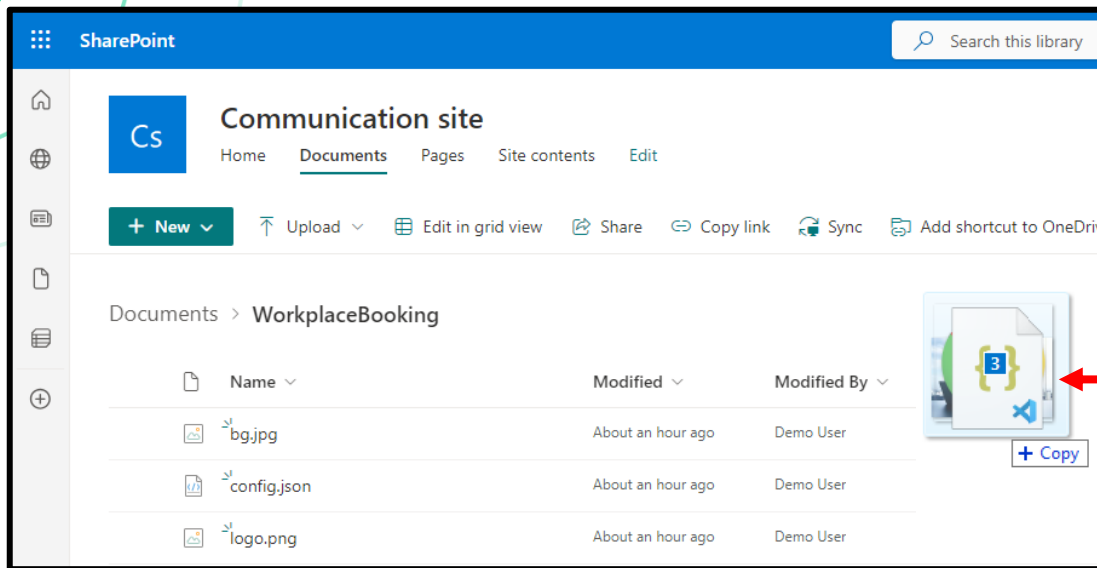 SharePoint
Search this library
Cs
Communication site
Home Documents Pages Site contents Edit
+ New Upload Edit in grid view Share Copy link Sync Add shortcut to OneDri
Documents > WorkplaceBooking
Name Modified Modified By
bg.jpg About an hour ago Demo User
config.json About an hour ago Demo User
logo.png About an hour ago Demo User
{ } 3
+ Copy